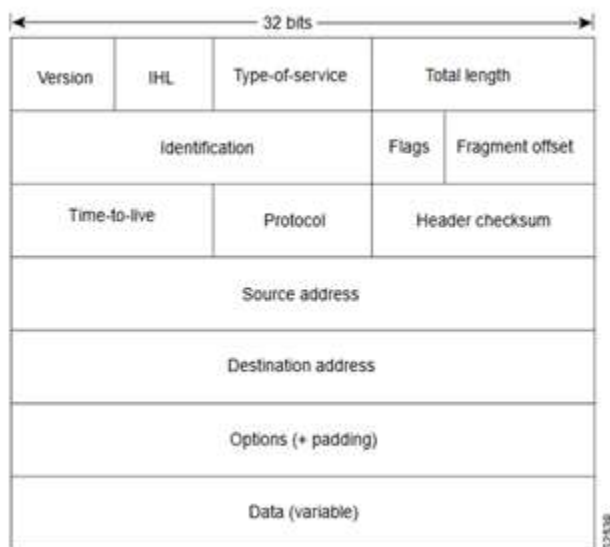 32 bits
Version IHL Type-of-service Total length
Identification Flags Fragment offset
Time-to-live Protocol Header checksum
Source address
Destination address
Options (+ padding)
Data (variable)